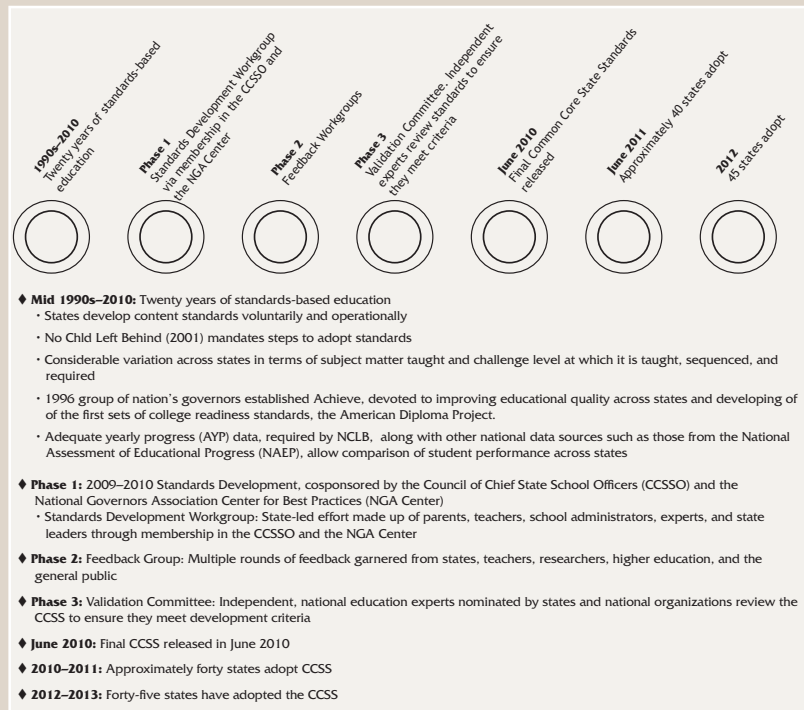 1990s–2010
Twenty years of standards-based
education
Phase 1
Standards Development Workgroup
via membership in the CCSSO and
the NGA Center
Phase 2
Feedback Workgroups
Phase 3
Validation Committee. Independent
experts review standards to ensure
they meet criteria
June 2010
Final Common Core State Standards
released
June 2011
Approximately 40 states adopt
2012
45 states adopt
♦ Mid 1990s–2010: Twenty years of standards-based education
· States develop content standards voluntarily and operationally
· No Chld Left Behind (2001) mandates steps to adopt standards
· Considerable variation across states in terms of subject matter taught and challenge level at which it is taught, sequenced, and
required
· 1996 group of nation's governors established Achieve, devoted to improving educational quality across states and developing of
of the first sets of college readiness standards, the American Diploma Project.
· Adequate yearly progress (AYP) data, required by NCLB, along with other national data sources such as those from the National
Assessment of Educational Progress (NAEP), allow comparison of student performance across states
♦ Phase 1: 2009–2010 Standards Development, cosponsored by the Council of Chief State School Officers (CCSSO) and the
National Governors Association Center for Best Practices (NGA Center)
· Standards Development Workgroup: State-led effort made up of parents, teachers, school administrators, experts, and state
leaders through membership in the CCSSO and the NGA Center
♦ Phase 2: Feedback Group: Multiple rounds of feedback garnered from states, teachers, researchers, higher education, and the
general public
♦ Phase 3: Validation Committee: Independent, national education experts nominated by states and national organizations review the
CCSS to ensure they meet development criteria
♦ June 2010: Final CCSS released in June 2010
♦ 2010–2011: Approximately forty states adopt CCSS
♦ 2012–2013: Forty-five states have adopted the CCSS